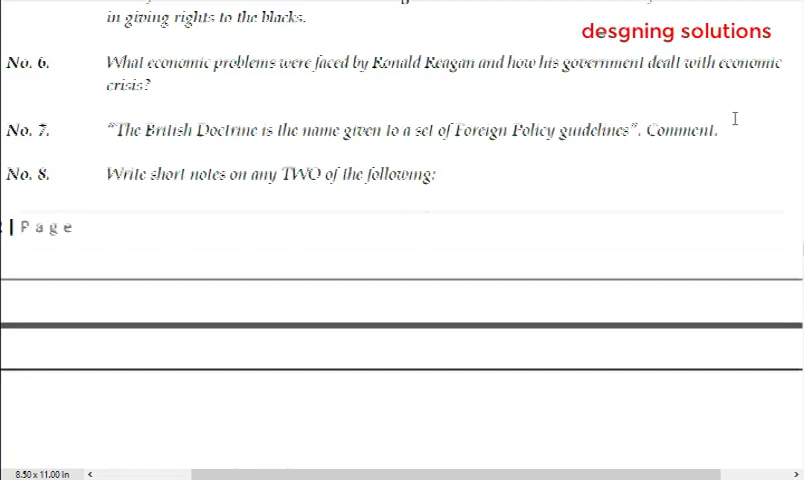 in giving rights to the blacks.
desgning solutions
No. 6. What economic problems were faced by Ronald Reagan and how his government dealt with economic
crisis?
No. 7. "The British Doctrine is the name given to a set of Foreign Policy guidelines". Comment.
No. 8. Write short notes on any TWO of the following:
| P a g e
8.50 x 11.00 in